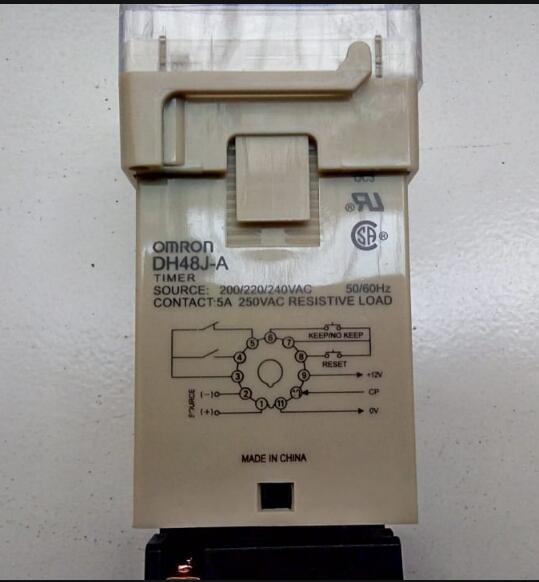 omron
DH48J-A
TIMER
SOURCE: 200/220/240VAC 50/60Hz
CONTACT:5A 250VAC RESISTIVE LOAD
5 6 7
KEEP/NO KEEP
4 8
RESET
3 9 +12V
SOURCE (-) 2 CP
(+) 1 11 0V
MADE IN CHINA